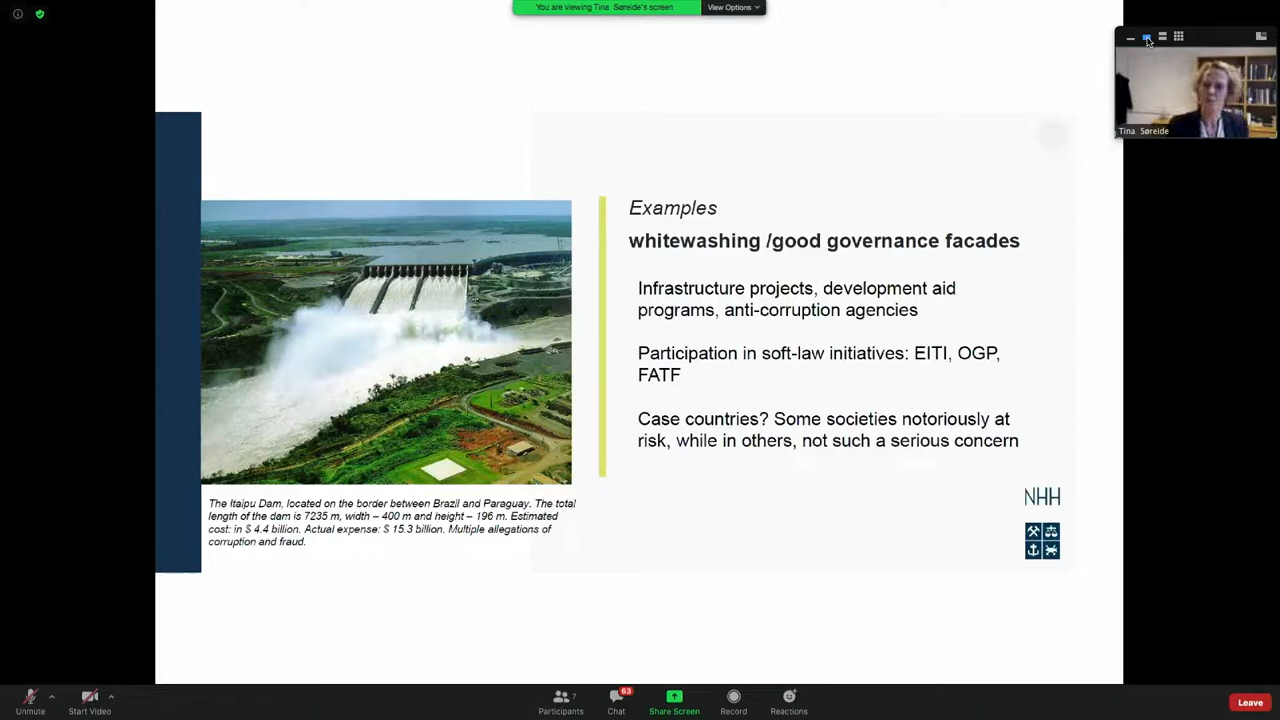 You are viewing Tina Søreide's screen
View Options
Tina Søreide
Examples
whitewashing /good governance facades
Infrastructure projects, development aid
programs, anti-corruption agencies
Participation in soft-law initiatives: EITI, OGP,
FATF
Case countries? Some societies notoriously at
risk, while in others, not such a serious concern
The Itaipu Dam, located on the border between Brazil and Paraguay. The total
length of the dam is 7235 m, width – 400 m and height – 196 m. Estimated
cost: in $ 4.4 billion. Actual expense: $ 15.3 billion. Multiple allegations of
corruption and fraud.
NHH
Unmute
Start Video
Participants
7
Chat
63
Share Screen
Record
Reactions
Leave